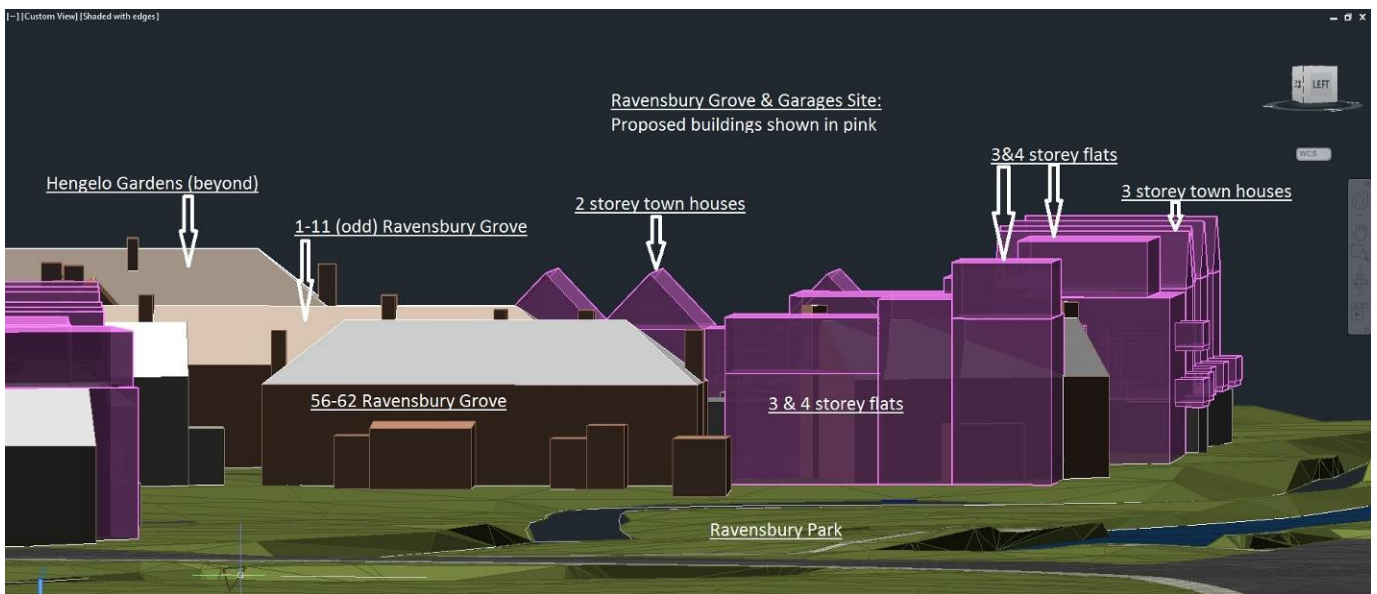 [−] [Custom View] [Shaded with edges]
LEFT
Ravensbury Grove & Garages Site:
Proposed buildings shown in pink
WCS
3&4 storey flats
Hengelo Gardens (beyond)
2 storey town houses
3 storey town houses
1-11 (odd) Ravensbury Grove
56-62 Ravensbury Grove
3 & 4 storey flats
Ravensbury Park